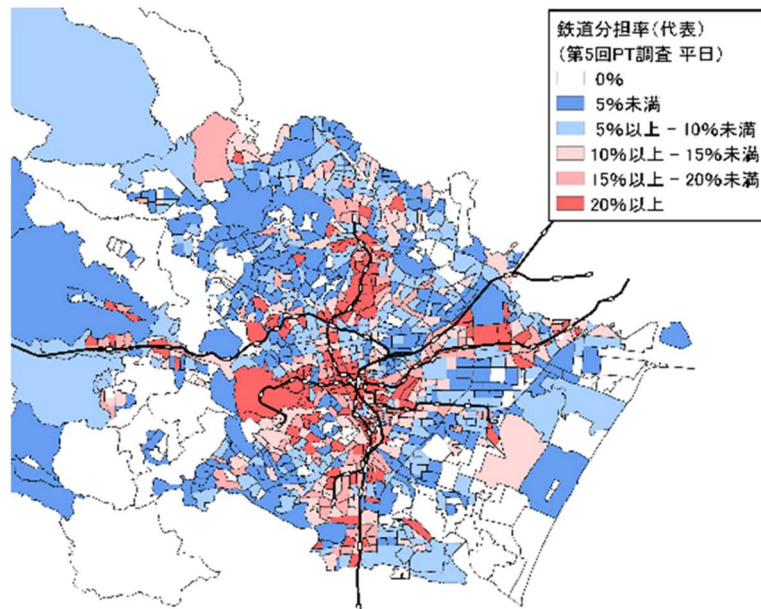 鉄道分担率(代表)
(第5回PT調査 平日)
0%
5%未満
5%以上 - 10%未満
10%以上 - 15%未満
15%以上 - 20%未満
20%以上